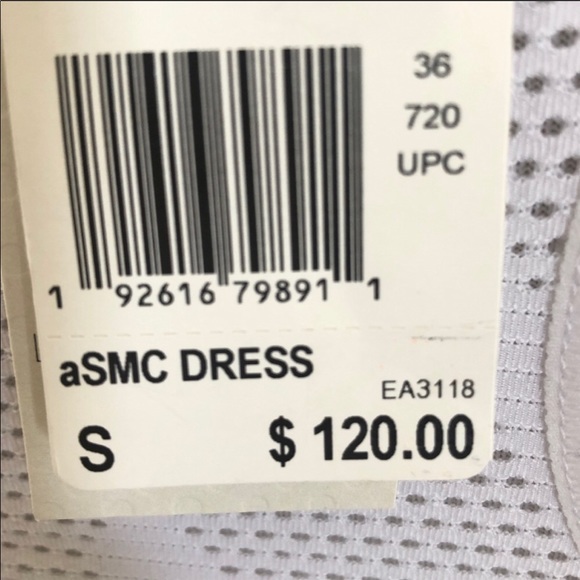 36
720
UPC
1 92616 79891 1
aSMC DRESS
EA3118
S $ 120.00